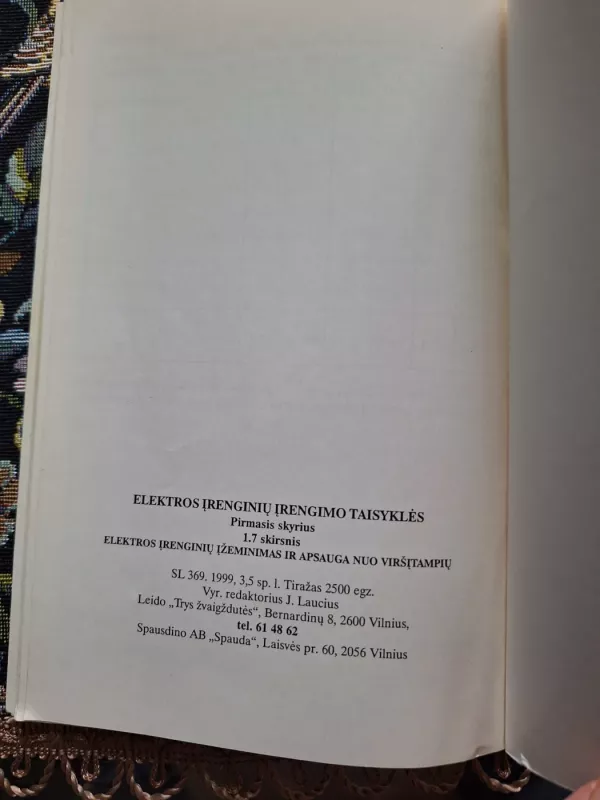 ELEKTROS ĮRENGINIŲ ĮRENGIMO TAISYKLĖS
Pirmasis skyrius
1.7 skirsnis
ELEKTROS ĮRENGINIŲ ĮŽEMINIMAS IR APSAUGA NUO VIRŠĮTAMPIŲ
SL 369. 1999, 3,5 sp. l. Tiražas 2500 egz.
Vyr. redaktorius J. Laucius
Leido „Trys žvaigždutės“, Bernardinų 8, 2600 Vilnius,
tel. 61 48 62
Spausdino AB „Spauda“, Laisvės pr. 60, 2056 Vilnius